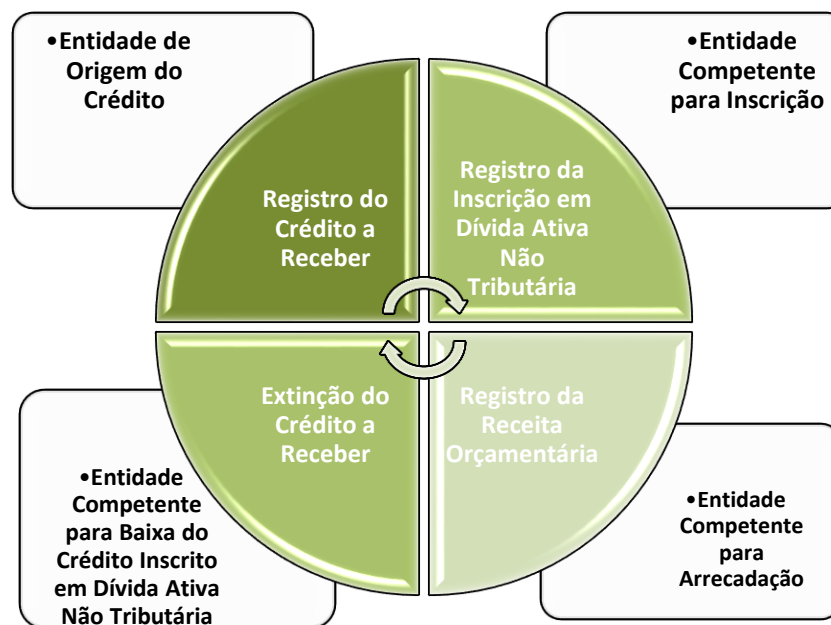 •Entidade de
Origem do
Crédito
•Entidade
Competente
para Inscrição
Registro do
Crédito a
Receber
Registro da
Inscrição em
Dívida Ativa
Não
Tributária
Extinção do
Crédito a
Receber
Registro da
Receita
Orçamentária
•Entidade
Competente
para Baixa do
Crédito Inscrito
em Dívida Ativa
Não Tributária
•Entidade
Competente
para
Arrecadação